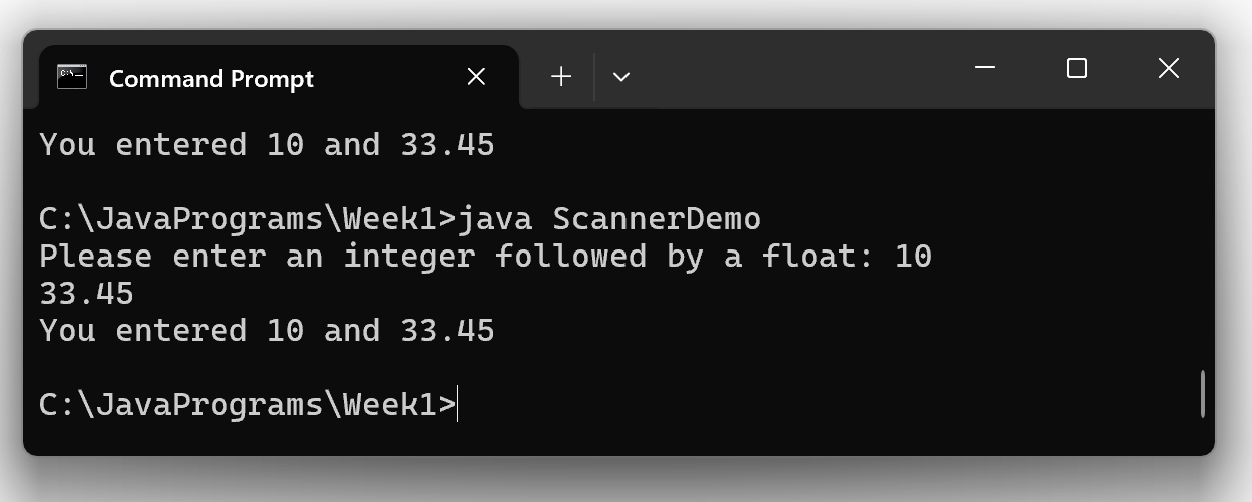 Command Prompt
You entered 10 and 33.45
C:\JavaPrograms\Week1>java ScannerDemo
Please enter an integer followed by a float: 10
33.45
You entered 10 and 33.45
C:\JavaPrograms\Week1>